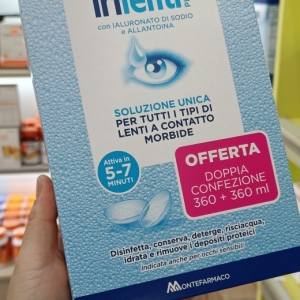 con IALURONATO DI SODIO
e ALLANTOINA
SOLUZIONE UNICA
PER TUTTI I TIPI DI
LENTI A CONTATTO
MORBIDE
Attiva in
5-7
MINUTI
OFFERTA
DOPPIA
CONFEZIONE
360 + 360 ml
Disinfetta, conserva, deterge, risciacqua,
idrata e rimuove i depositi proteici
Indicata anche per occhi sensibili
MONTEFARMACO